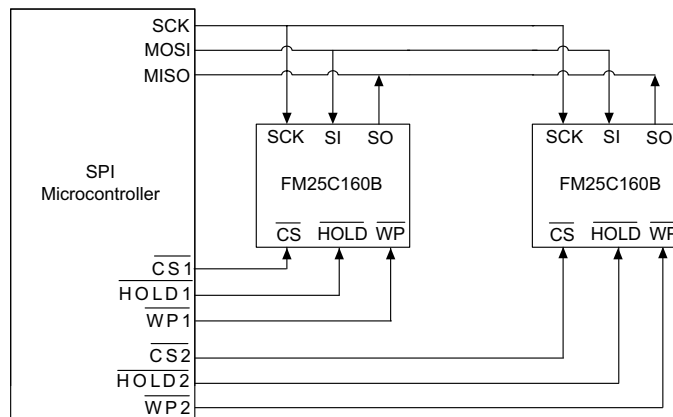 SCK
MOSI
MISO
SCK SI SO
FM25C160B
CS HOLD WP
SCK SI SO
FM25C160B
CS HOLD WP
SPI
Microcontroller
CS1
HOLD1
WP1
CS2
HOLD2
WP2